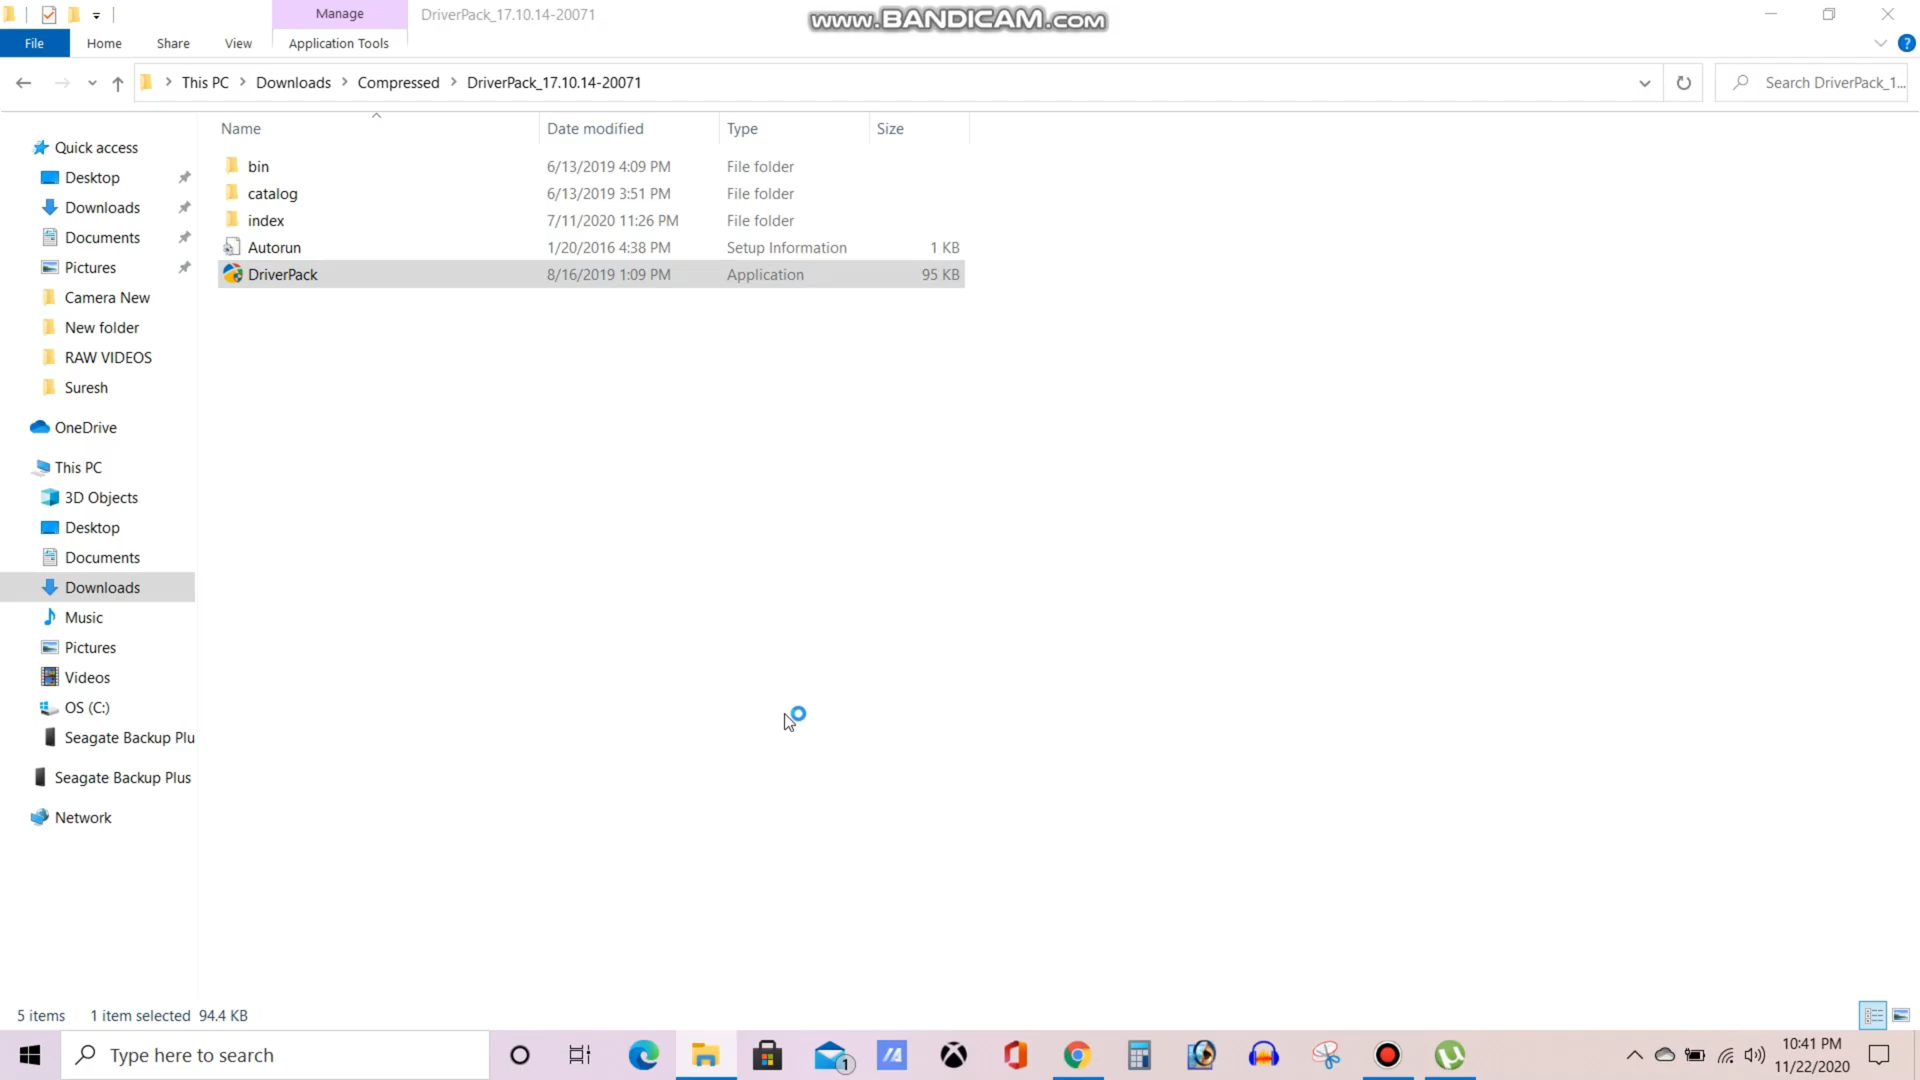 Manage
DriverPack_17.10.14-20071
www.BANDICAM.com
File
Home
Share
View
Application Tools
This PC
Downloads
Compressed
DriverPack_17.10.14-20071
Search DriverPack_1...
Name
Date modified
Type
Size
bin
6/13/2019 4:09 PM
File folder
catalog
6/13/2019 3:51 PM
File folder
index
7/11/2020 11:26 PM
File folder
Autorun
1/20/2016 4:38 PM
Setup Information
1 KB
DriverPack
8/16/2019 1:09 PM
Application
95 KB
Quick access
Desktop
Downloads
Documents
Pictures
Camera New
New folder
RAW VIDEOS
Suresh
OneDrive
This PC
3D Objects
Desktop
Documents
Downloads
Music
Pictures
Videos
OS (C:)
Seagate Backup Plu
Seagate Backup Plus
Network
5 items
1 item selected 94.4 KB
Type here to search
1
10:41 PM
11/22/2020